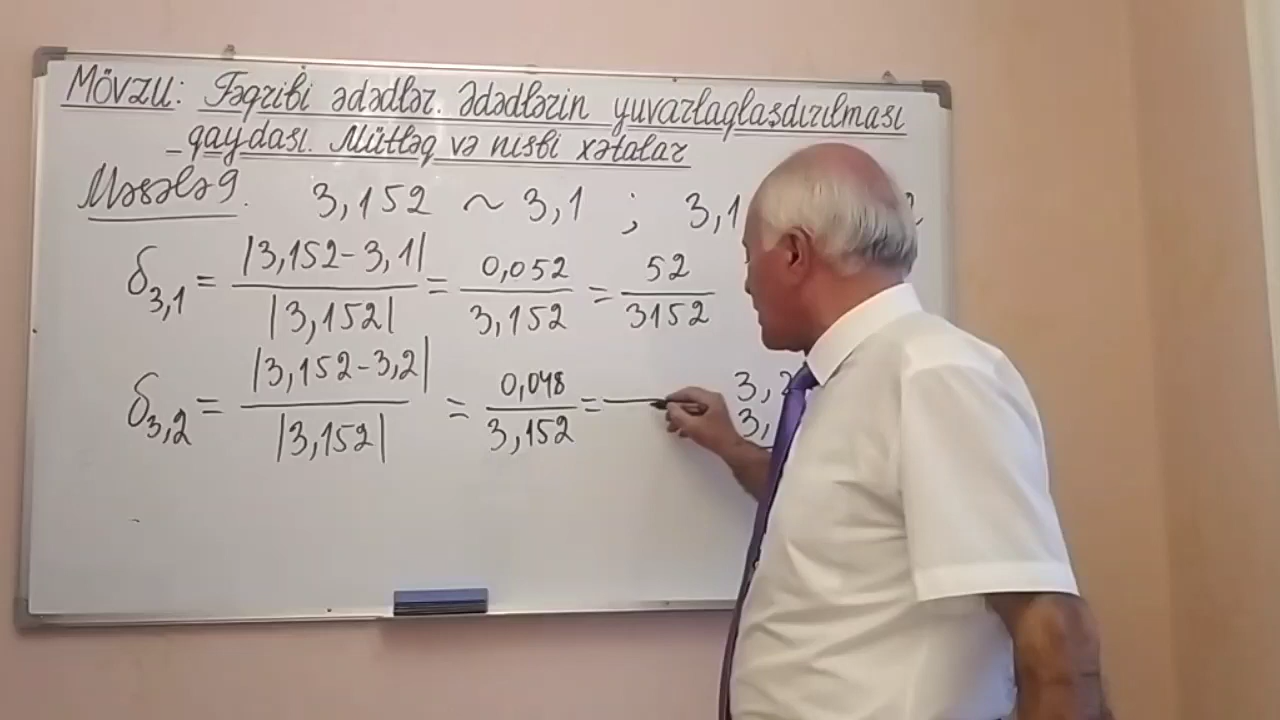 MÖVZU: Təqribi ədədlər. Ədədlərin yuvarlaqlaşdırılması
qaydası. Mütləq və nisbi xətalar
Məsələ 9. 3,152 ~ 3,1 ; 3,1
δ3,1 = |3,152-3,1| / |3,152| = 0,052 / 3,152 = 52 / 3152
δ3,2 = |3,152-3,2| / |3,152| = 0,048 / 3,152 =